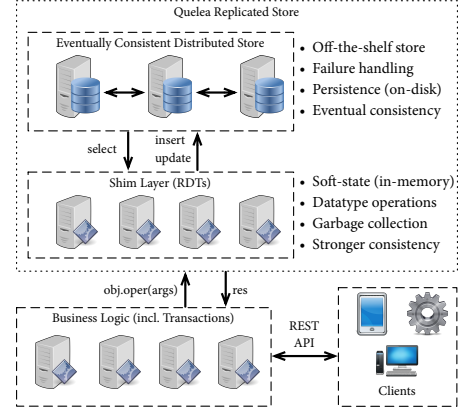 Quelea Replicated Store
Eventually Consistent Distributed Store
• Off-the-shelf store
• Failure handling
• Persistence (on-disk)
• Eventual consistency
select
insert
update
Shim Layer (RDTs)
• Soft-state (in-memory)
• Datatype operations
• Garbage collection
• Stronger consistency
obj.oper(args)
res
Business Logic (incl. Transactions)
REST
API
Clients